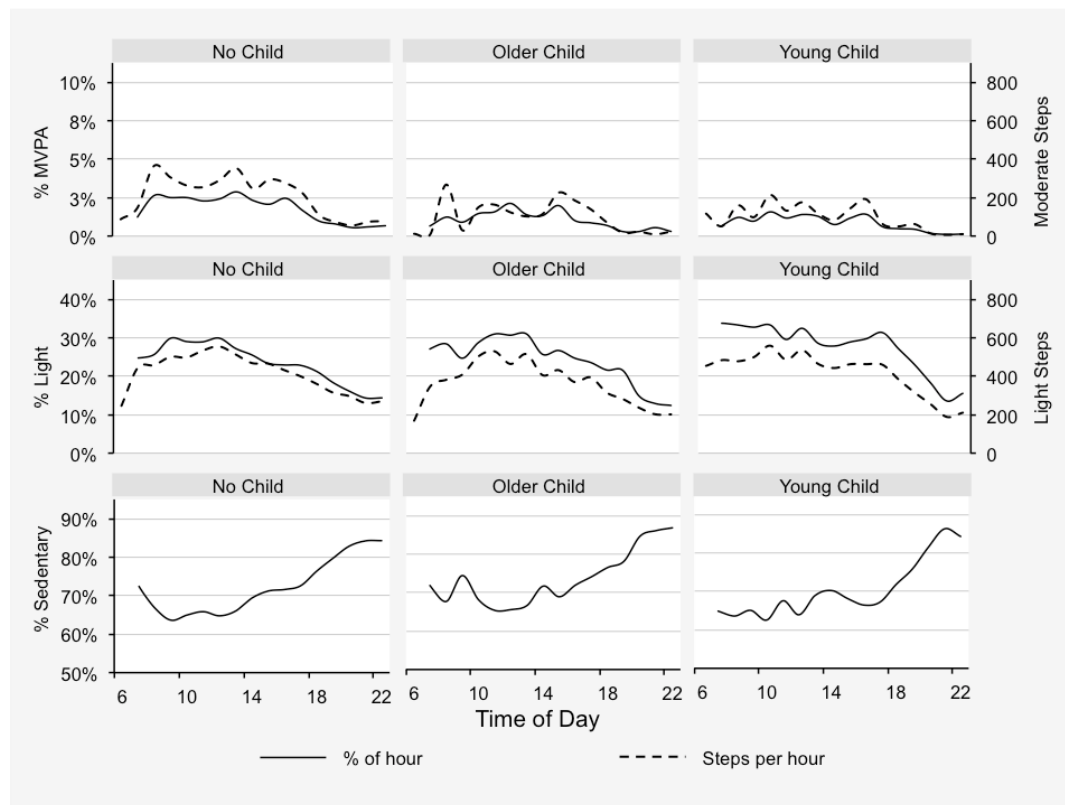 No Child Older Child Young Child
10% 800
8% 600
5% 400
3% 200
0% 0
% MVPA
Moderate Steps
No Child Older Child Young Child
40% 800
30% 600
20% 400
10% 200
0% 0
% Light
Light Steps
No Child Older Child Young Child
90%
80%
70%
60%
50%
% Sedentary
6 10 14 18 22 6 10 14 18 22 6 10 14 18 22
Time of Day
% of hour Steps per hour